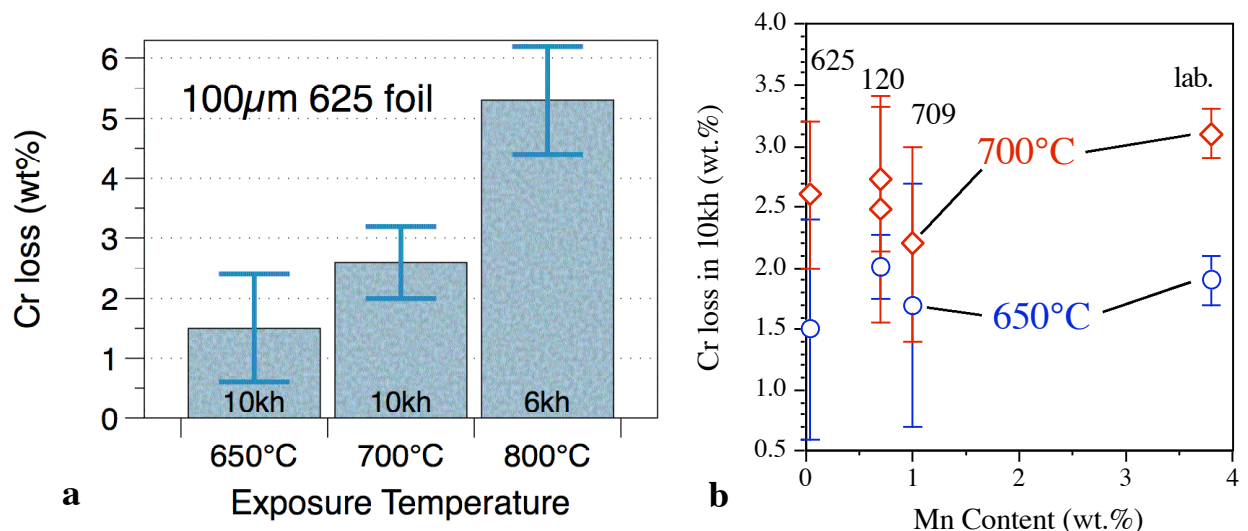 100µm 625 foil
Cr loss (wt%)
6
5
4
3
2
1
0
10kh 10kh 6kh
650°C 700°C 800°C
a Exposure Temperature
Cr loss in 10kh (wt.%)
4.0
3.5
3.0
2.5
2.0
1.5
1.0
0.5
625
120
709
lab.
700°C
650°C
0 1 2 3 4
b Mn Content (wt.%)